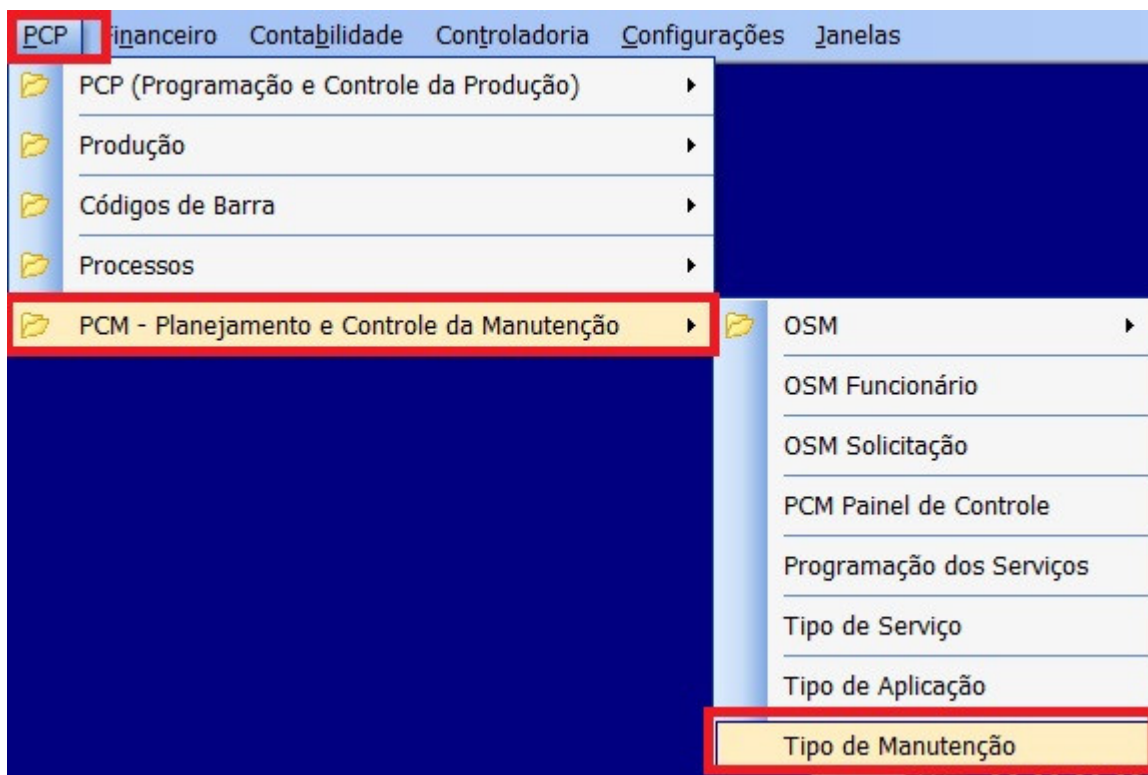 PCP Financeiro Contabilidade Controladoria Configurações Janelas
PCP (Programação e Controle da Produção)
Produção
Códigos de Barra
Processos
PCM - Planejamento e Controle da Manutenção
OSM
OSM Funcionário
OSM Solicitação
PCM Painel de Controle
Programação dos Serviços
Tipo de Serviço
Tipo de Aplicação
Tipo de Manutenção